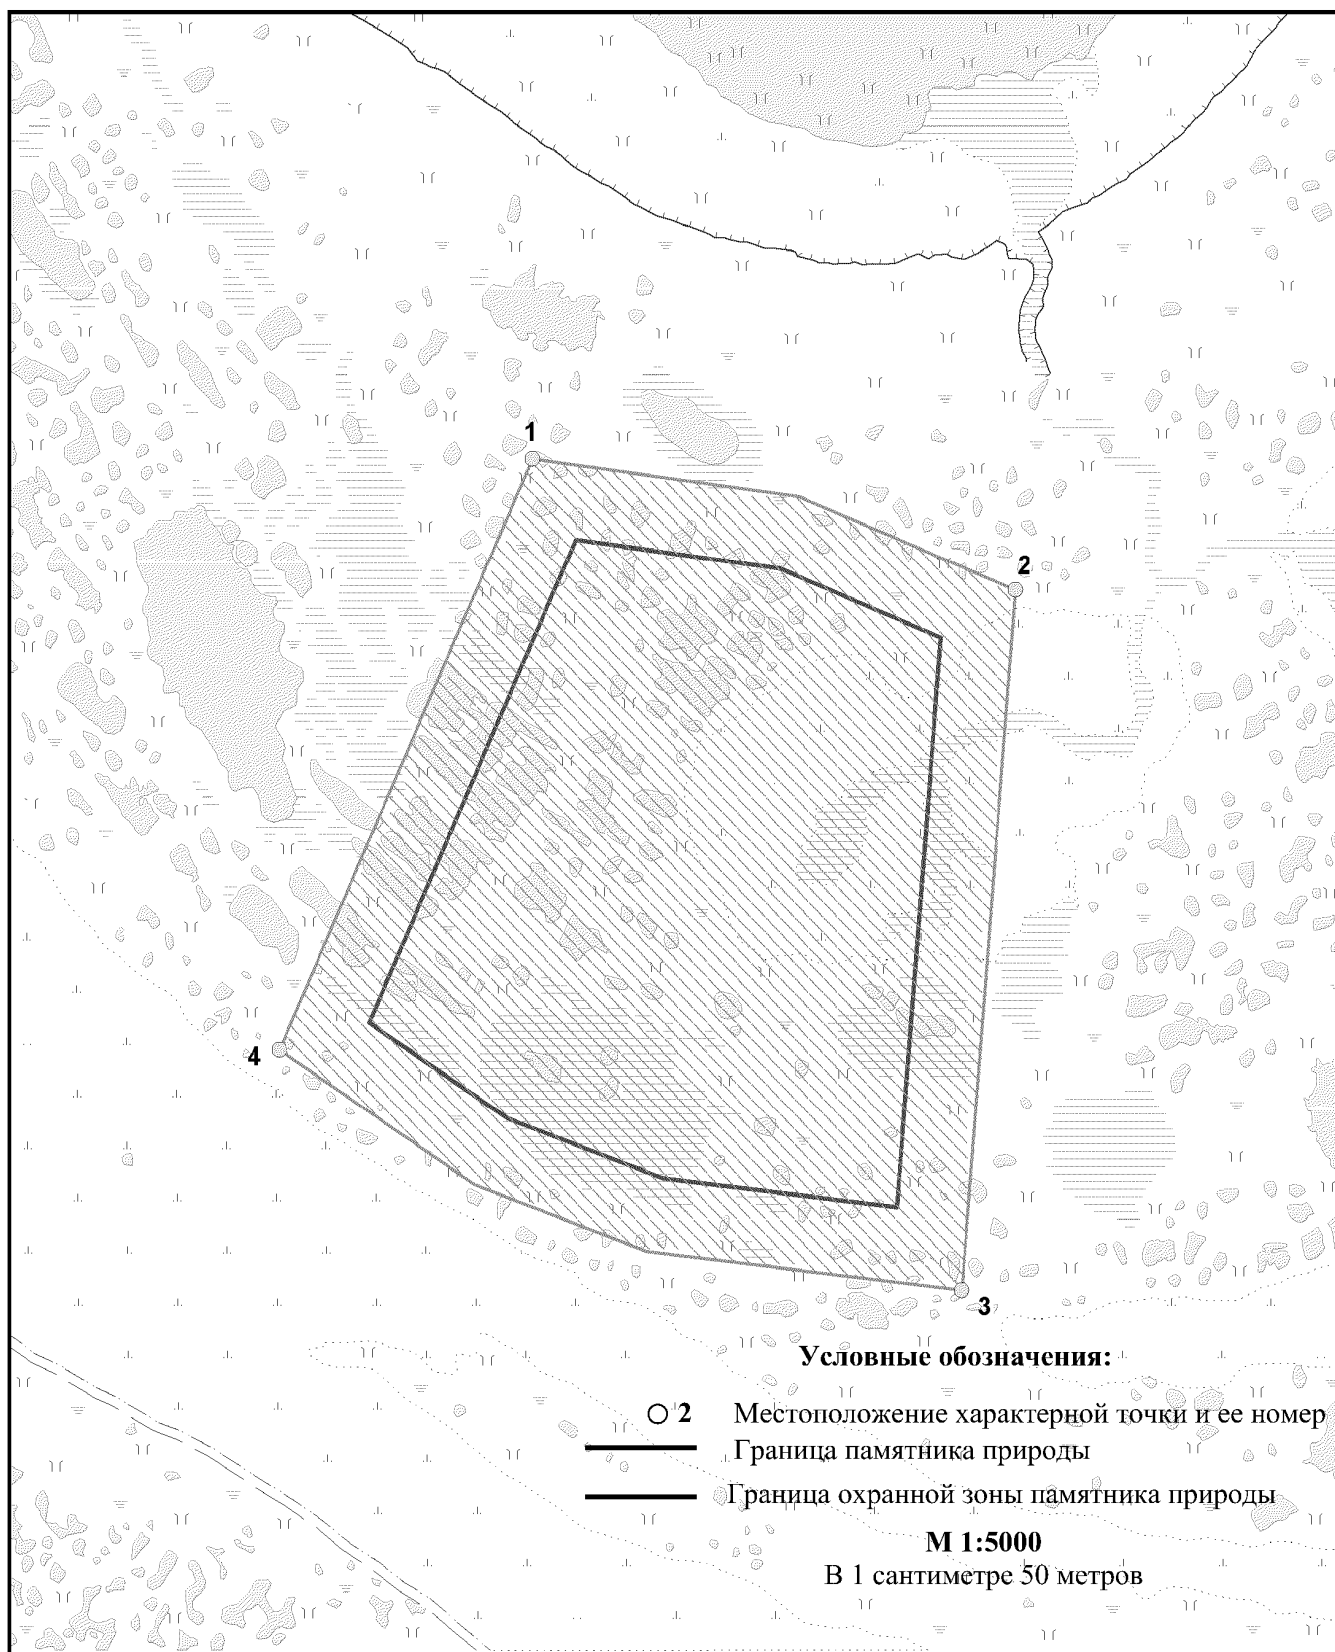 1
2
4
3
Условные обозначения:
2 Местоположение характерной точки и ее номер
Граница памятника природы
Граница охранной зоны памятника природы
М 1:5000
В 1 сантиметре 50 метров